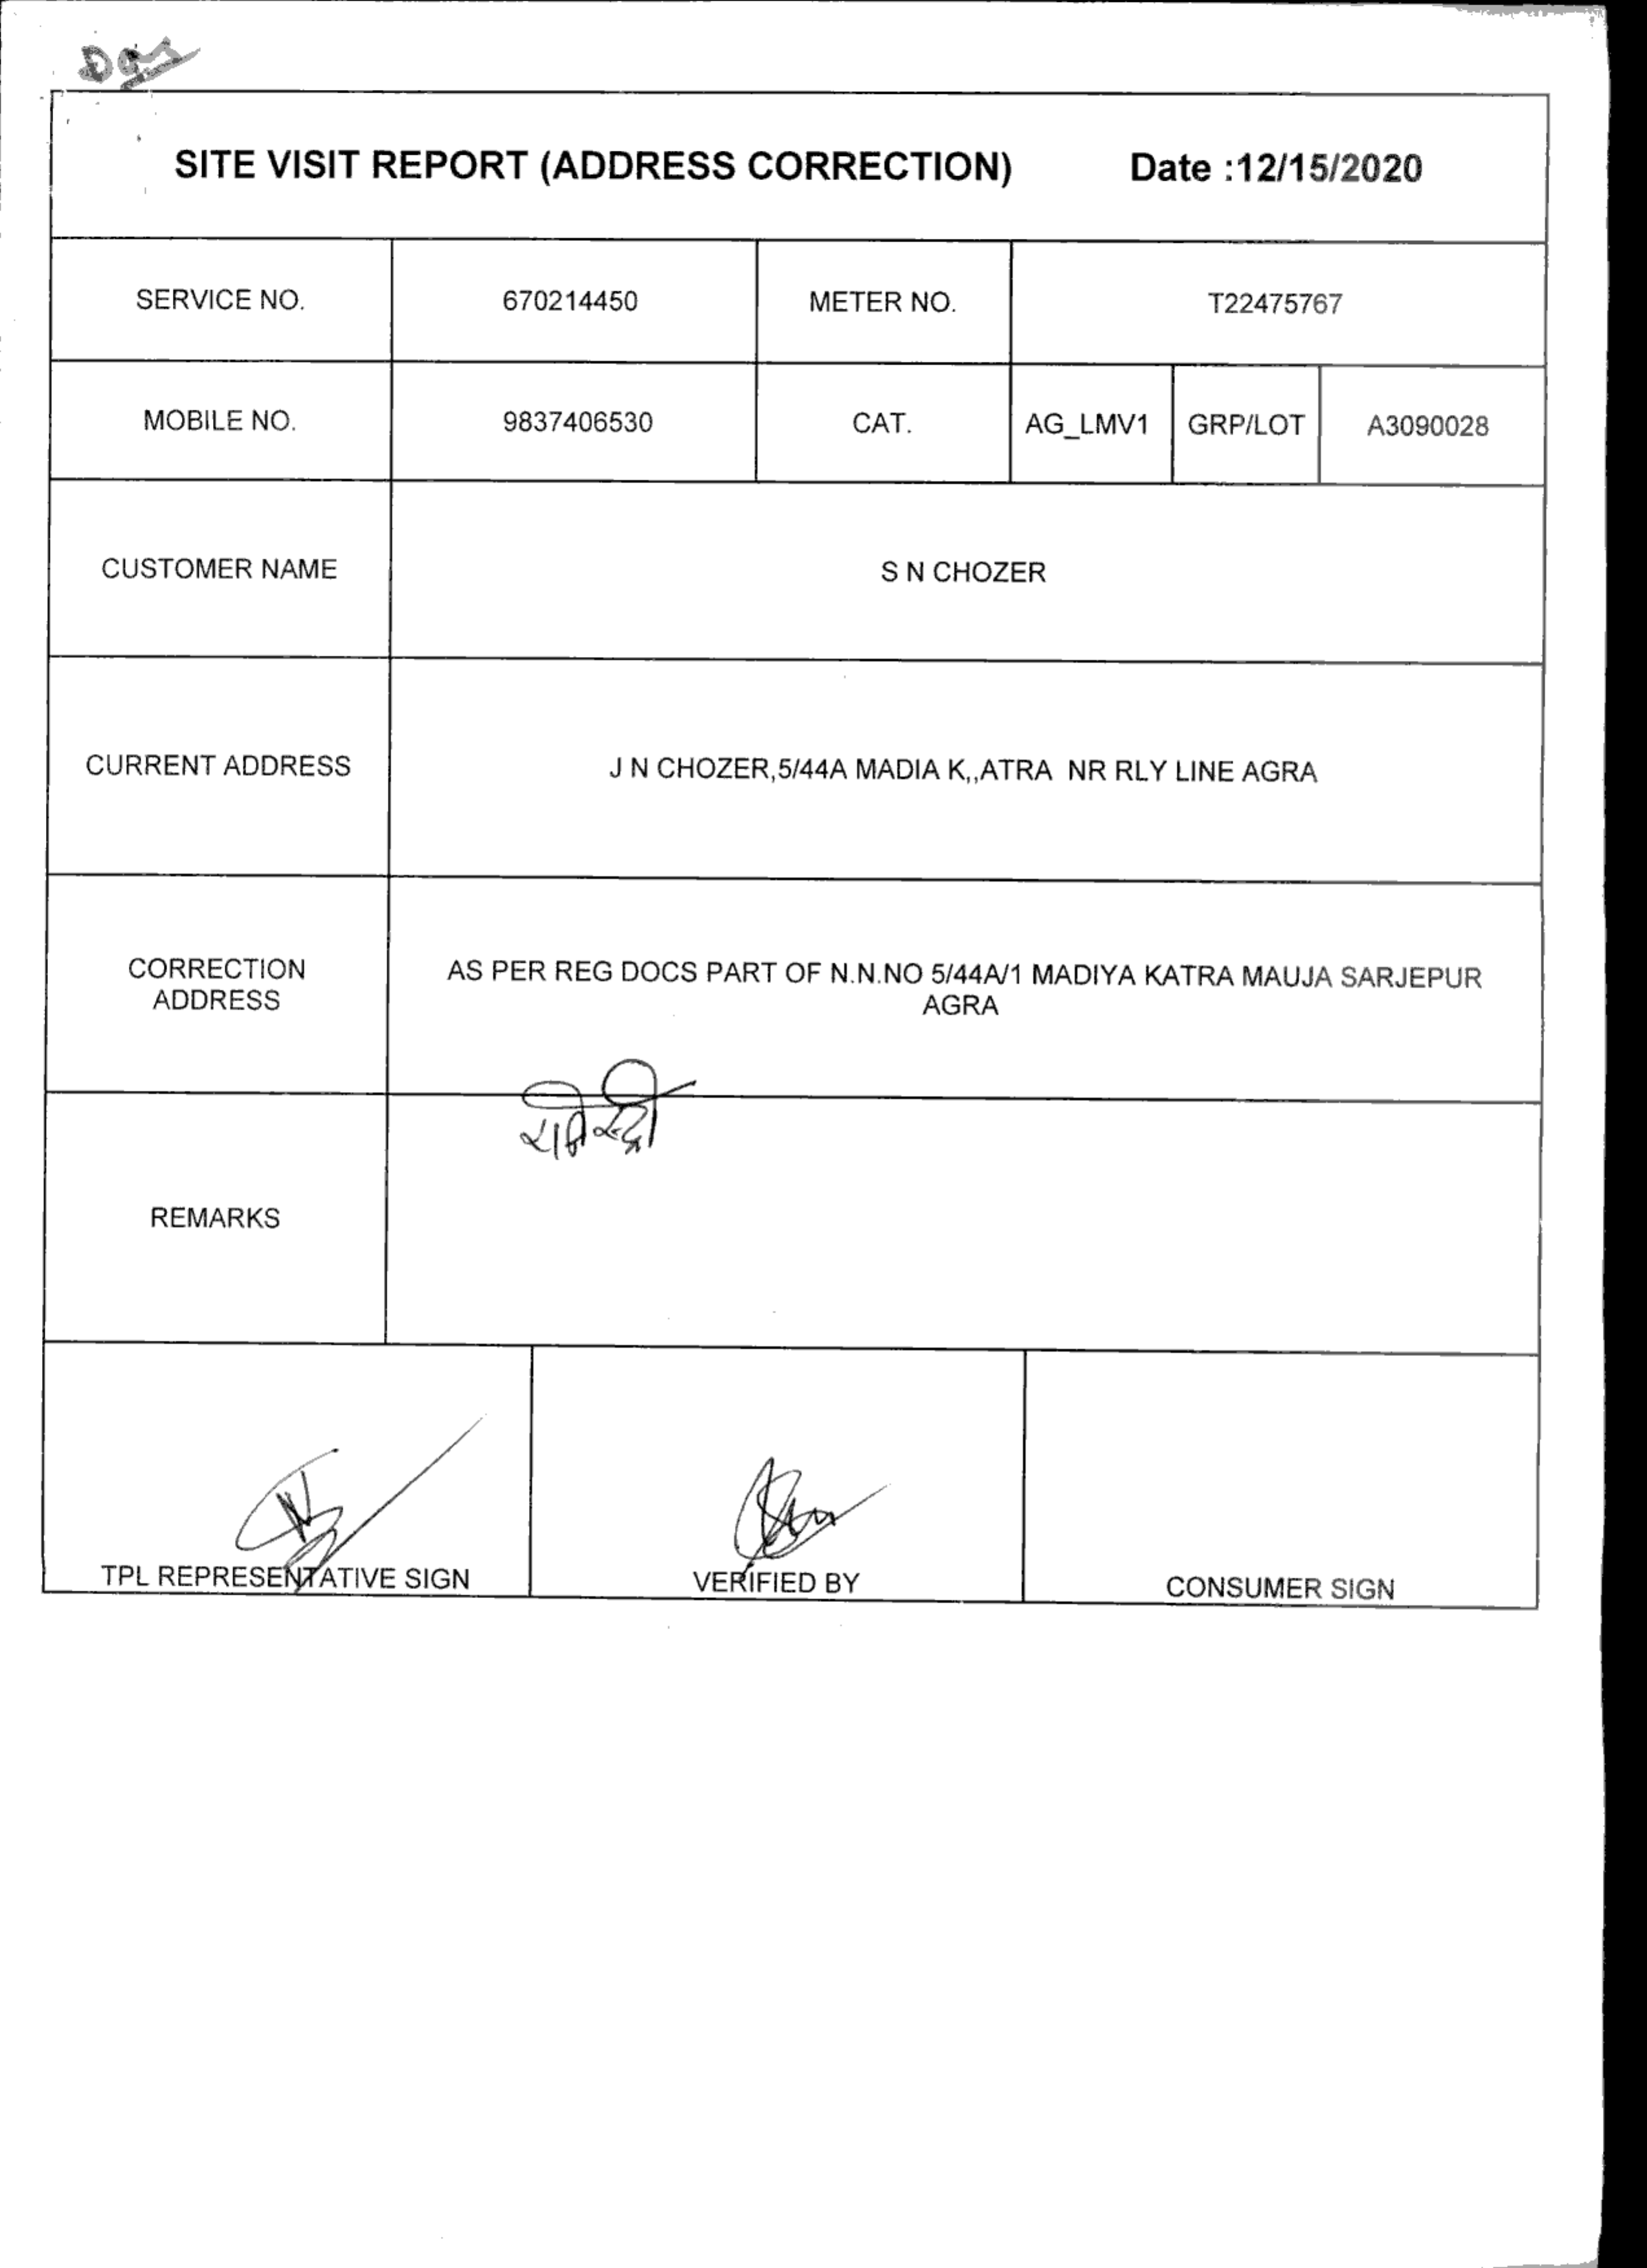 SITE VISIT REPORT (ADDRESS CORRECTION) Date :12/15/2020
SERVICE NO. 670214450 METER NO. T22475767
MOBILE NO. 9837406530 CAT. AG_LMV1 GRP/LOT A3090028
CUSTOMER NAME S N CHOZER
CURRENT ADDRESS J N CHOZER,5/44A MADIA K,,ATRA NR RLY LINE AGRA
CORRECTION
ADDRESS
AS PER REG DOCS PART OF N.N.NO 5/44A/1 MADIYA KATRA MAUJA SARJEPUR
AGRA
REMARKS
TPL REPRESENTATIVE SIGN VERIFIED BY CONSUMER SIGN